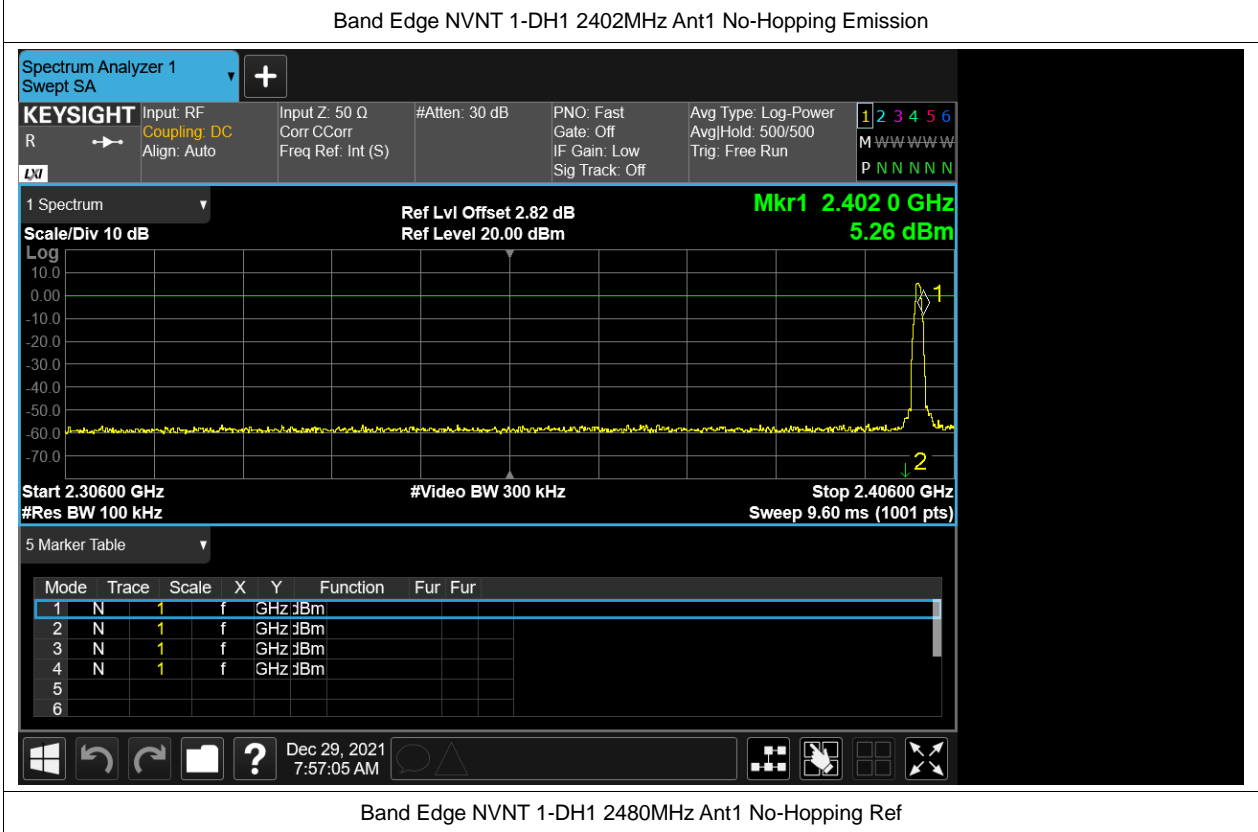 Band Edge NVNT 1-DH1 2402MHz Ant1 No-Hopping Emission
Spectrum Analyzer 1
Swept SA
KEYSIGHT
R
LXI
Input: RF
Coupling: DC
Align: Auto
Input Z: 50 Ω
Corr CCorr
Freq Ref: Int (S)
#Atten: 30 dB
PNO: Fast
Gate: Off
IF Gain: Low
Sig Track: Off
Avg Type: Log-Power
Avg|Hold: 500/500
Trig: Free Run
1 2 3 4 5 6
M W W W W W
P N N N N N
1 Spectrum
Scale/Div 10 dB
Ref Lvl Offset 2.82 dB
Ref Level 20.00 dBm
Mkr1 2.402 0 GHz
5.26 dBm
Log
10.0
0.00
-10.0
-20.0
-30.0
-40.0
-50.0
-60.0
-70.0
1
2
Start 2.30600 GHz
#Res BW 100 kHz
#Video BW 300 kHz
Stop 2.40600 GHz
Sweep 9.60 ms (1001 pts)
5 Marker Table
Mode Trace Scale X Y Function Fur Fur
1 N 1 f GHz dBm
2 N 1 f GHz dBm
3 N 1 f GHz dBm
4 N 1 f GHz dBm
5
6
?
Dec 29, 2021
7:57:05 AM
Band Edge NVNT 1-DH1 2480MHz Ant1 No-Hopping Ref